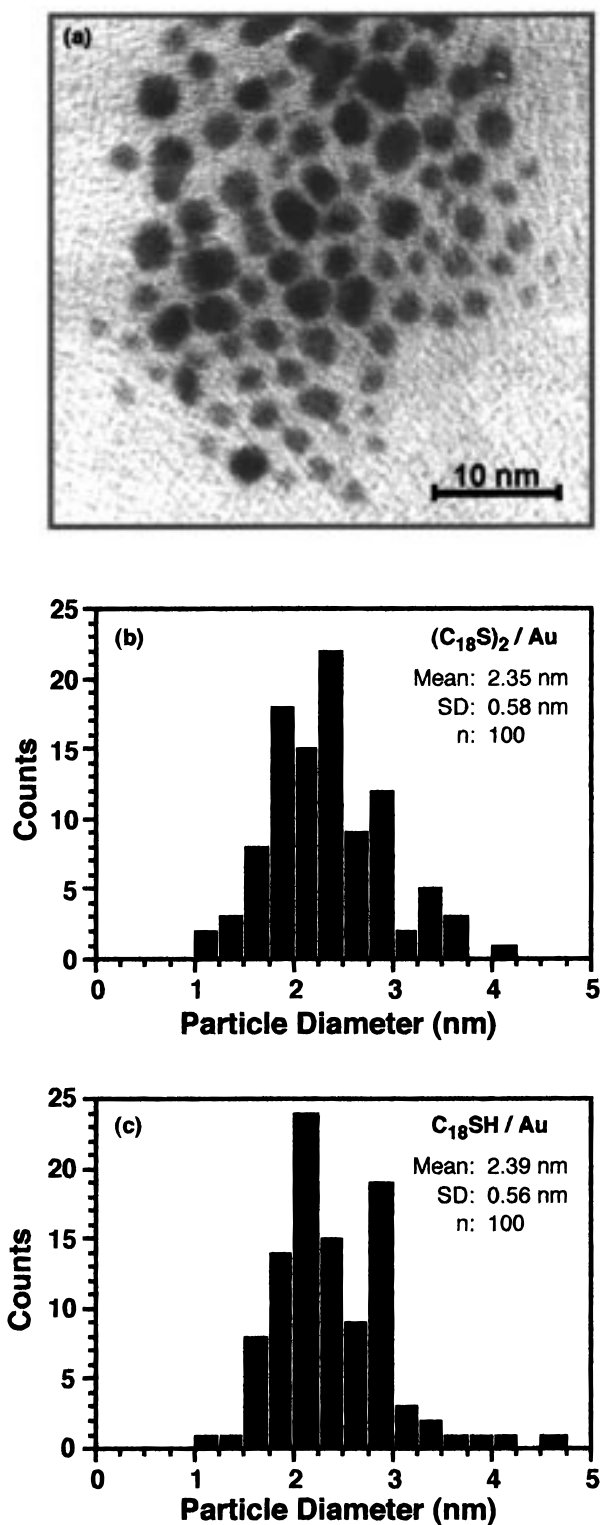 (a)
10 nm
25
20
15
10
5
0
Counts
(b)
(C₁₈S)₂ / Au
Mean: 2.35 nm
SD: 0.58 nm
n: 100
0 1 2 3 4 5
Particle Diameter (nm)
25
20
15
10
5
0
Counts
(c)
C₁₈SH / Au
Mean: 2.39 nm
SD: 0.56 nm
n: 100
0 1 2 3 4 5
Particle Diameter (nm)